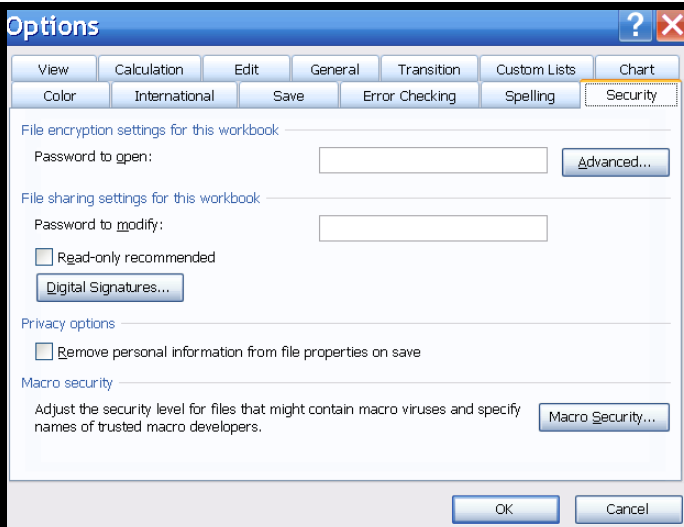 Options
?
View Calculation Edit General Transition Custom Lists Chart
Color International Save Error Checking Spelling Security
File encryption settings for this workbook
Password to open:
Advanced...
File sharing settings for this workbook
Password to modify:
Read-only recommended
Digital Signatures...
Privacy options
Remove personal information from file properties on save
Macro security
Adjust the security level for files that might contain macro viruses and specify
names of trusted macro developers.
Macro Security...
OK Cancel